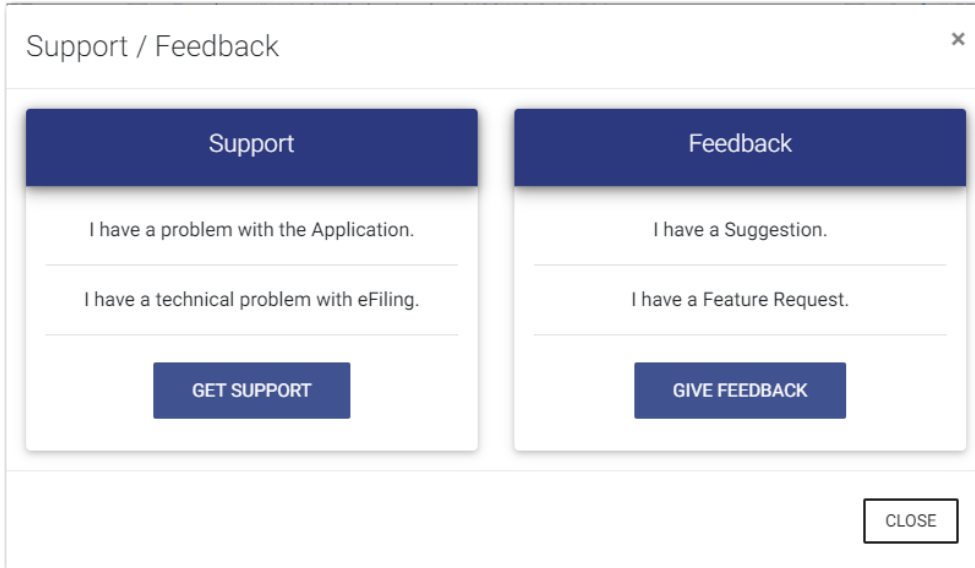 Support / Feedback
×
Support
I have a problem with the Application.
I have a technical problem with eFiling.
GET SUPPORT
Feedback
I have a Suggestion.
I have a Feature Request.
GIVE FEEDBACK
CLOSE